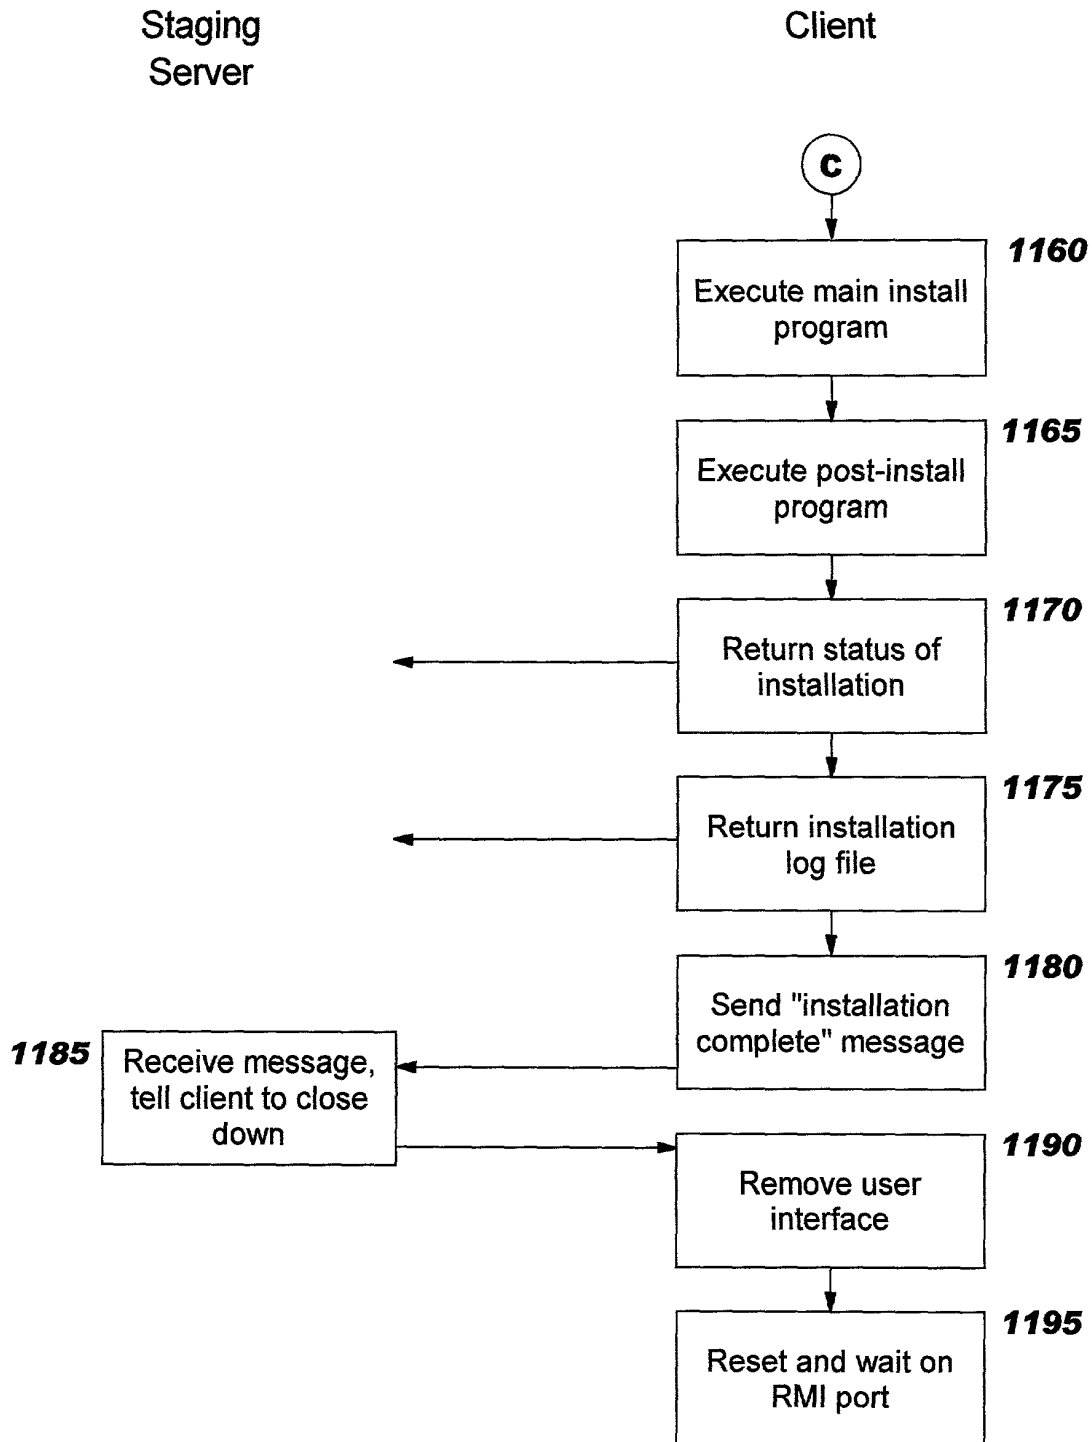 Staging
Server
Client
C
1160
Execute main install
program
1165
Execute post-install
program
1170
Return status of
installation
1175
Return installation
log file
1180
Send "installation
complete" message
1185
Receive message,
tell client to close
down
1190
Remove user
interface
1195
Reset and wait on
RMI port